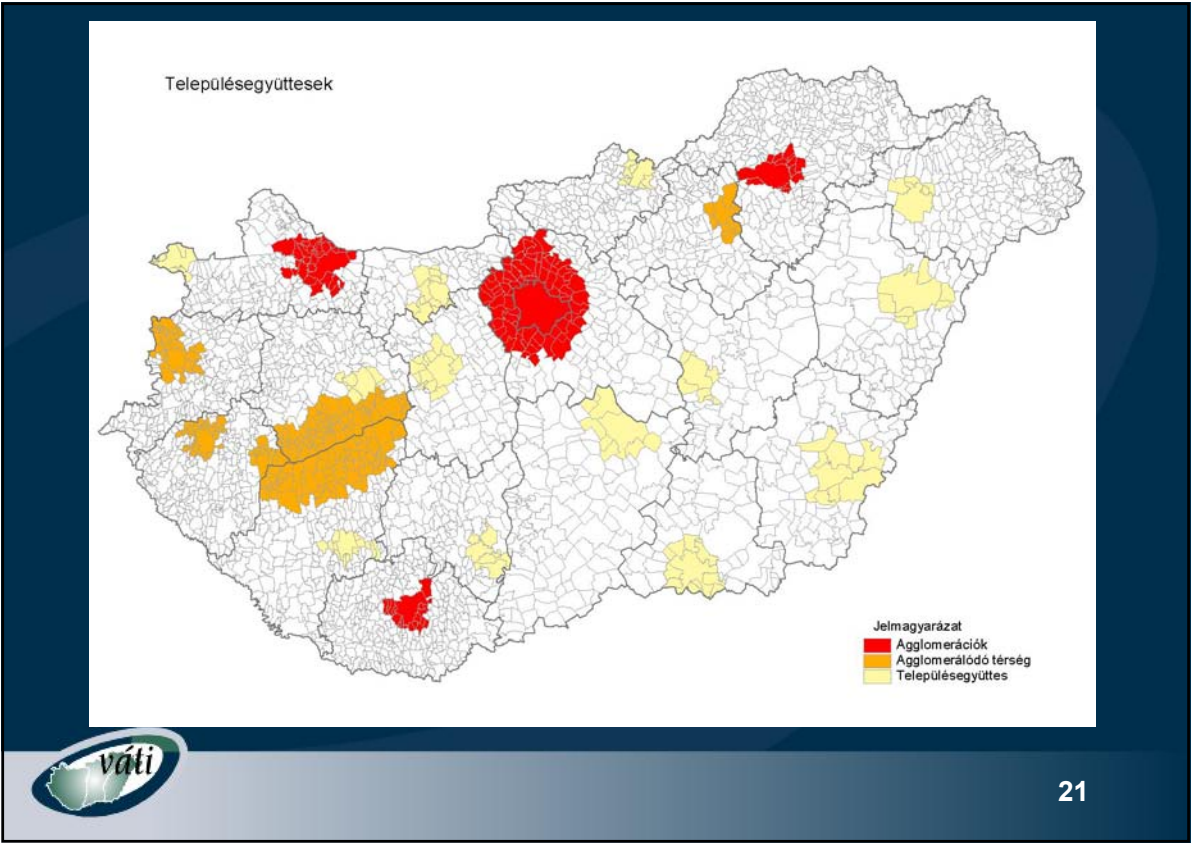 Településegyüttesek
Jelmagyarázat
Agglomerációk
Agglomerálódó térség
Településegyüttes
váti
21